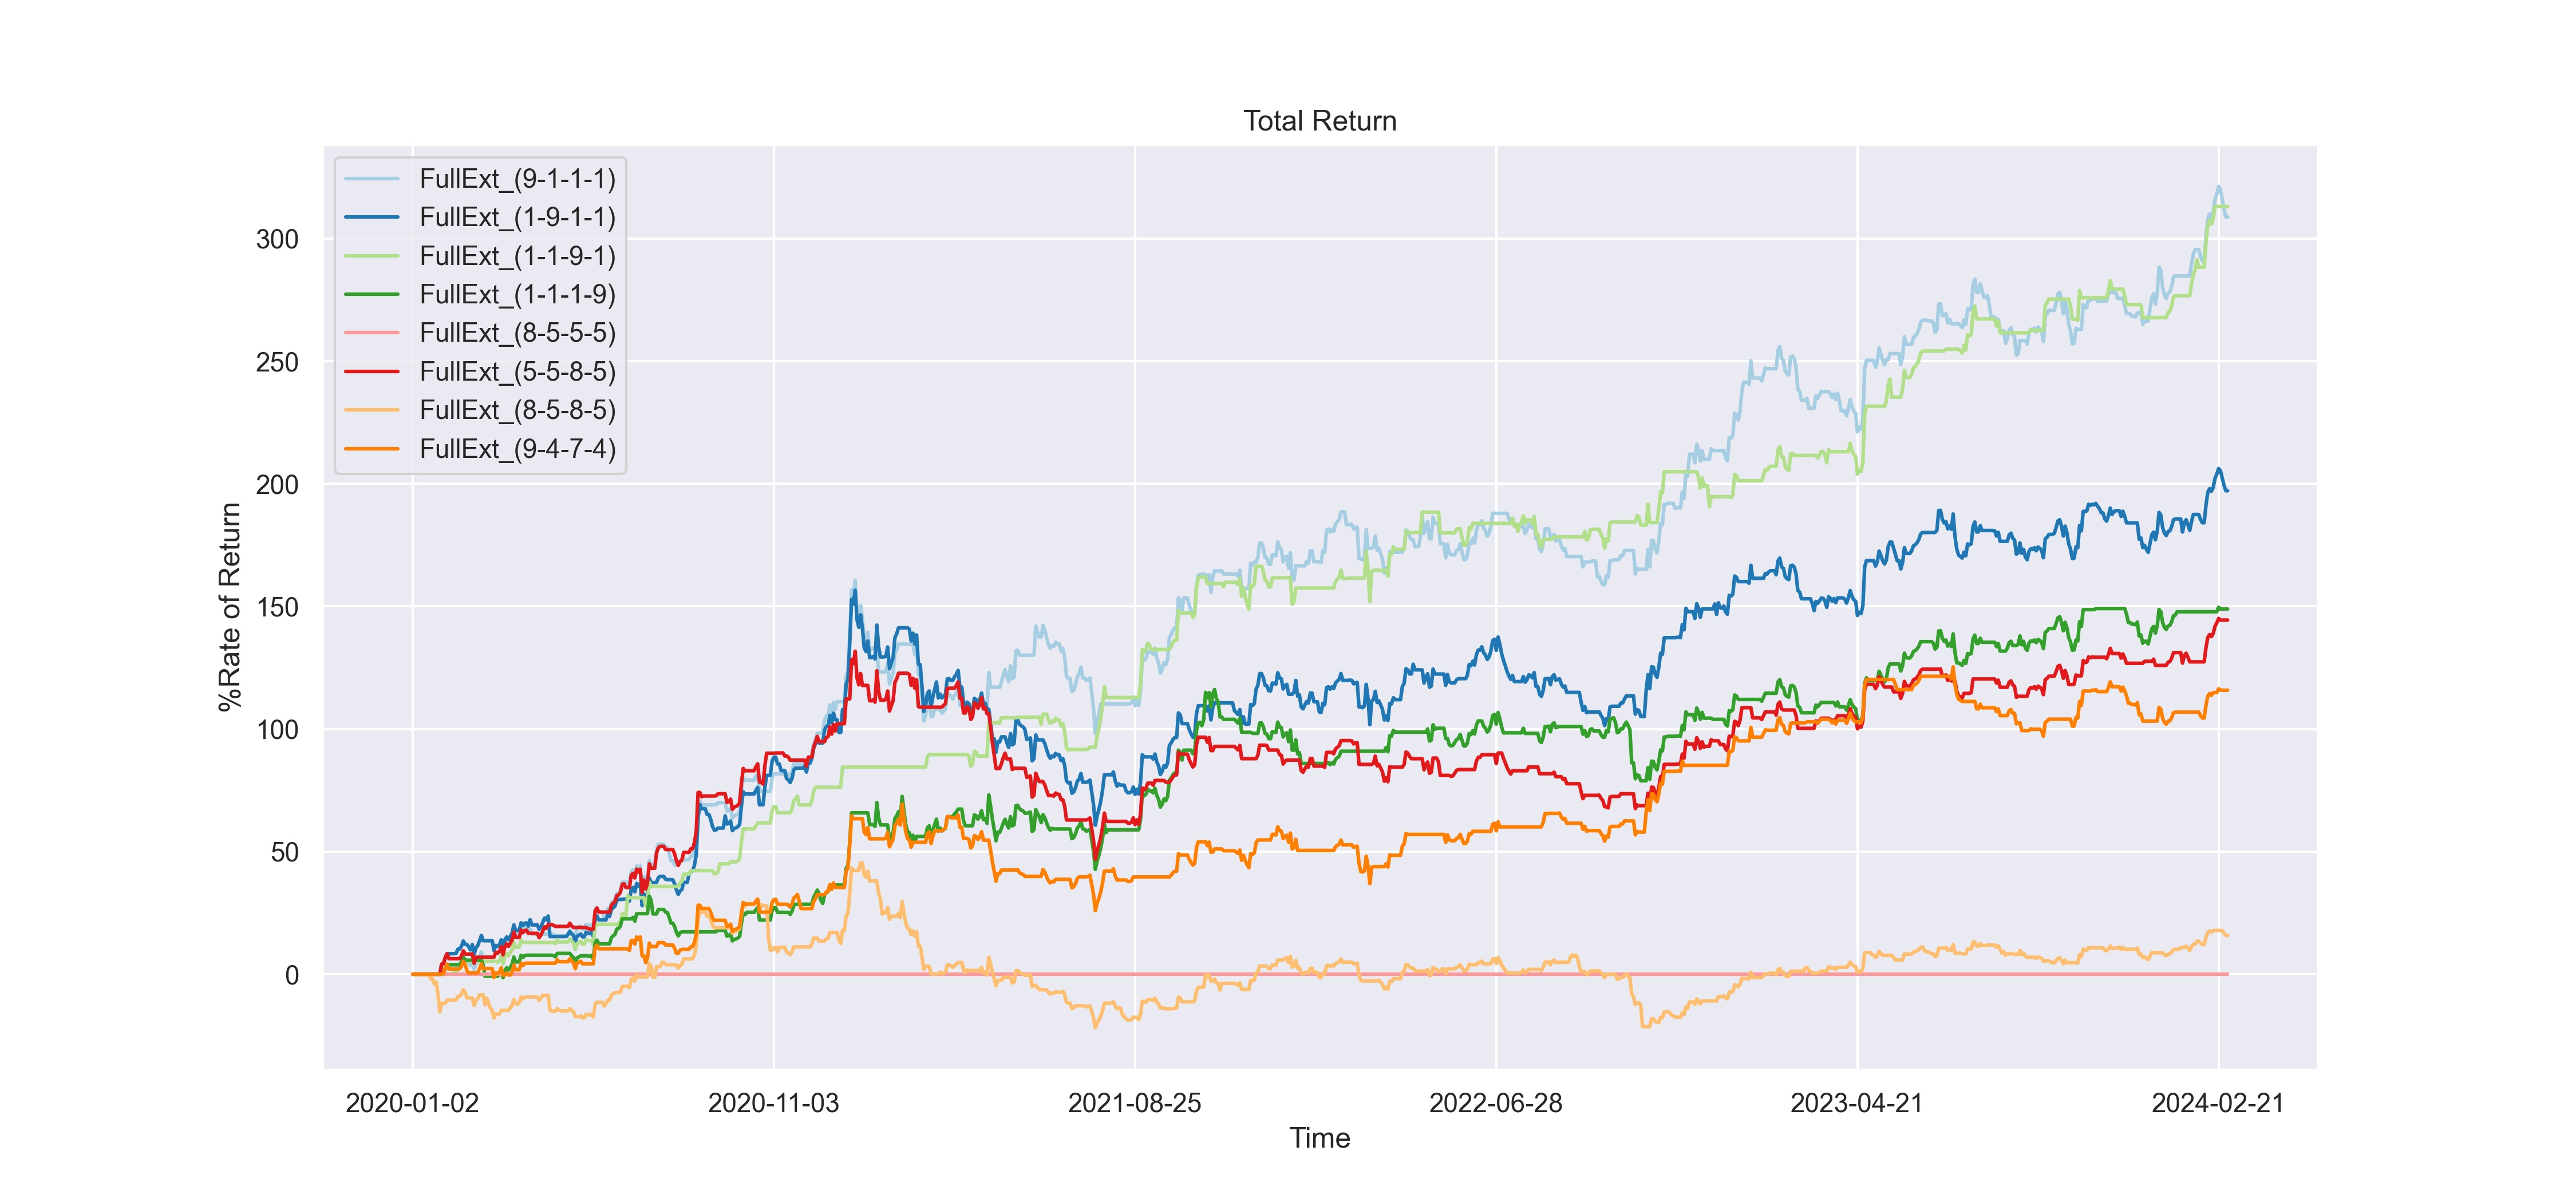 Total Return
FullExt_(9-1-1-1)
FullExt_(1-9-1-1)
FullExt_(1-1-9-1)
FullExt_(1-1-1-9)
FullExt_(8-5-5-5)
FullExt_(5-5-8-5)
FullExt_(8-5-8-5)
FullExt_(9-4-7-4)
%Rate of Return
300
250
200
150
100
50
0
2020-01-02
2020-11-03
2021-08-25
2022-06-28
2023-04-21
2024-02-21
Time